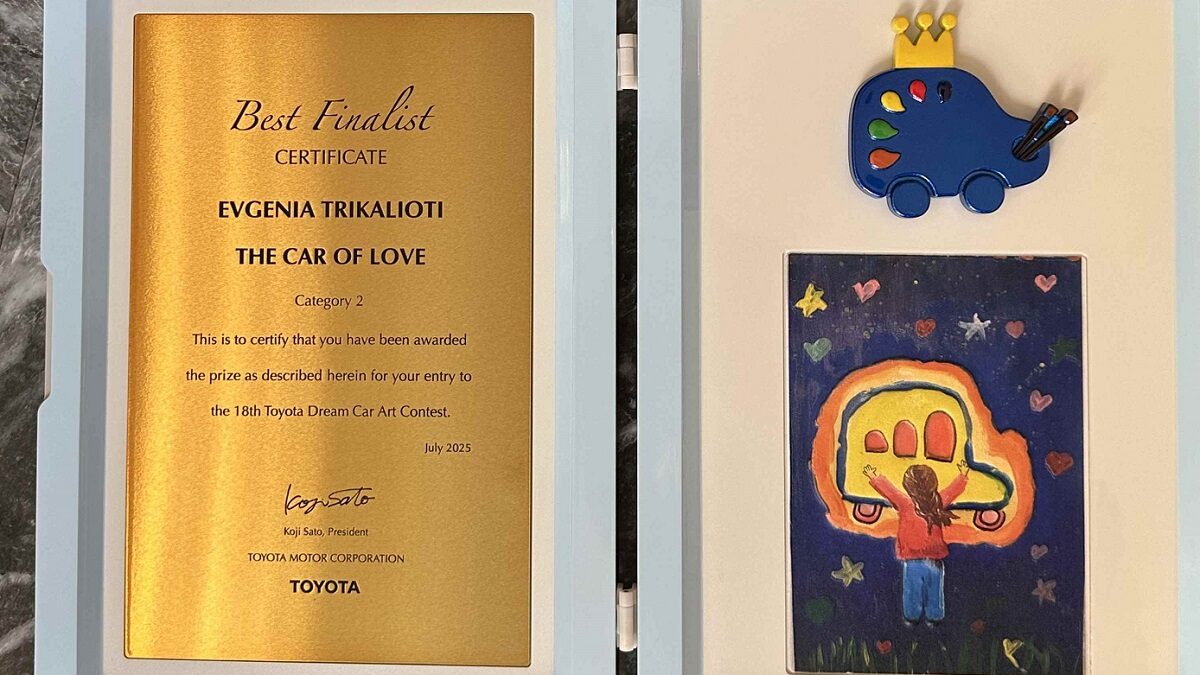 Best Finalist
CERTIFICATE
EVGENIA TRIKALIOTI
THE CAR OF LOVE
Category 2
This is to certify that you have been awarded
the prize as described herein for your entry to
the 18th Toyota Dream Car Art Contest.
July 2025
Koji Sato
Koji Sato, President
TOYOTA MOTOR CORPORATION
TOYOTA